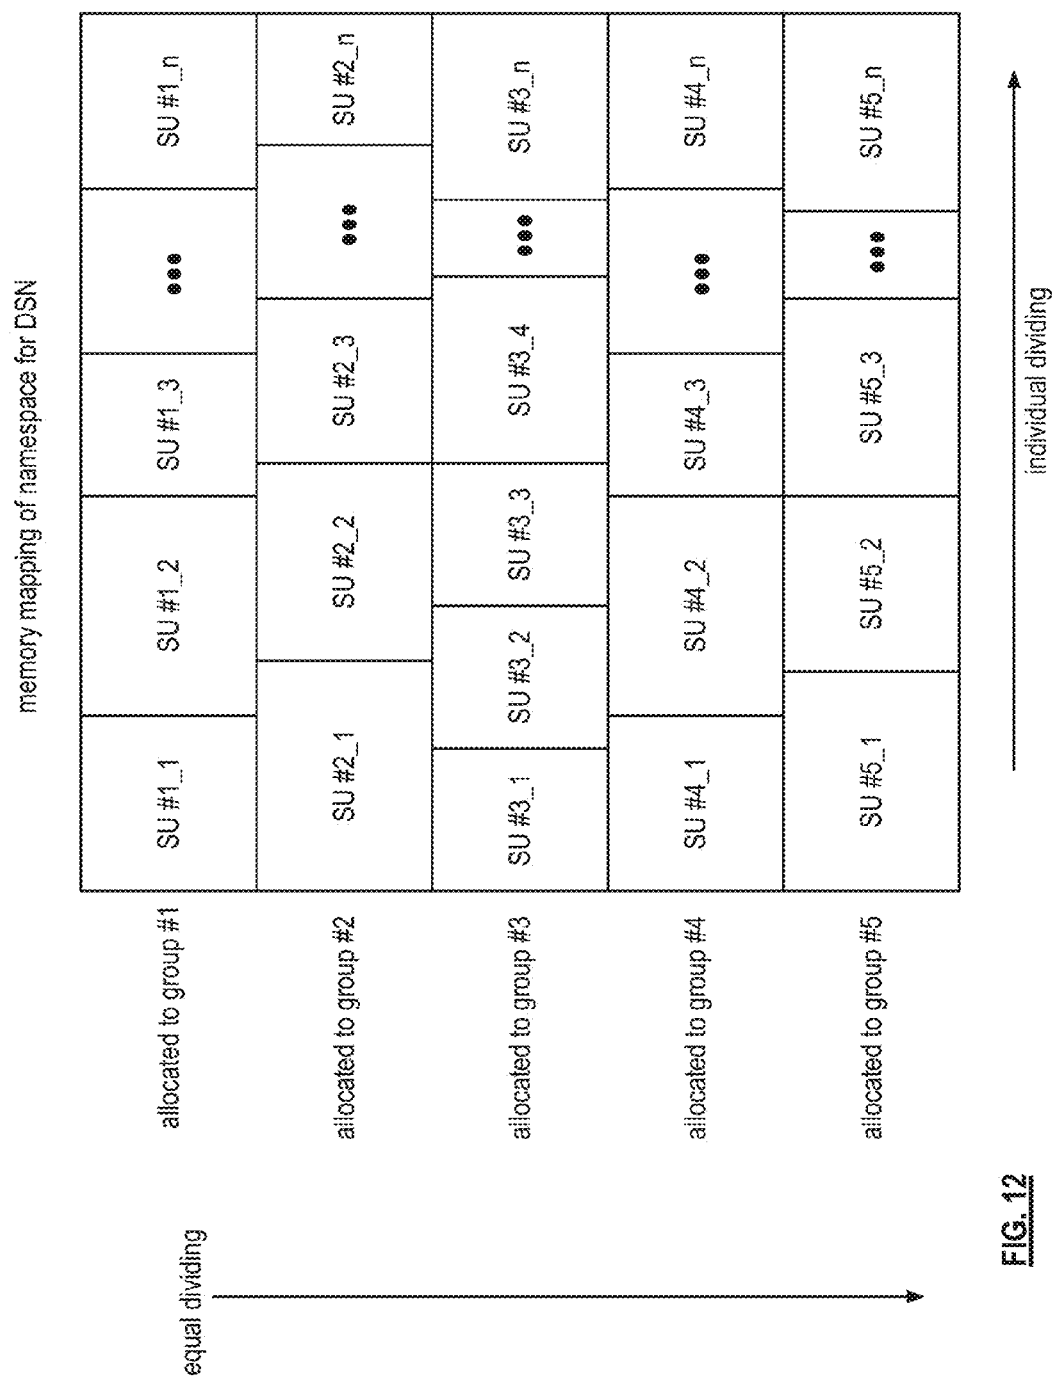 memory mapping of namespace for DSN
equal dividing
allocated to group #1
SU #1_1
SU #1_2
SU #1_3
●●●
SU #1_n
allocated to group #2
SU #2_1
SU #2_2
SU #2_3
●●●
SU #2_n
allocated to group #3
SU #3_1
SU #3_2
SU #3_3
SU #3_4
●●●
SU #3_n
allocated to group #4
SU #4_1
SU #4_2
SU #4_3
●●●
SU #4_n
allocated to group #5
SU #5_1
SU #5_2
SU #5_3
●●●
SU #5_n
individual dividing
FIG. 12